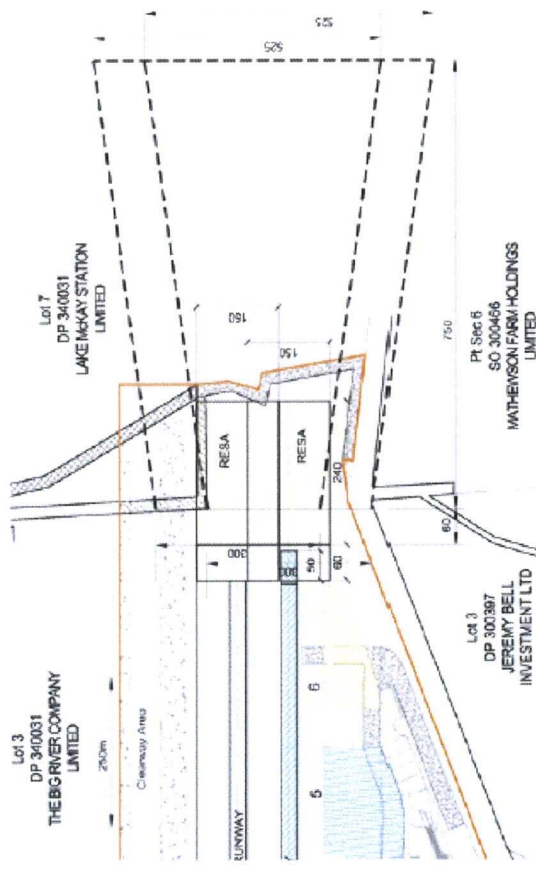 525
525
Lot 7
DP 340031
LAKE McKAY STATION
LIMITED
Lot 3
DP 340031
THE BIG RIVER COMPANY
LIMITED
250m
Clearway Area
150
150
RESA
RESA
240
300
50
60
60
750
RUNWAY
5
6
Pt Sec 6
SO 300466
MATHEWSON FARM HOLDINGS
LIMITED
Lot 3
DP 300397
JEREMY BELL
INVESTMENT LTD